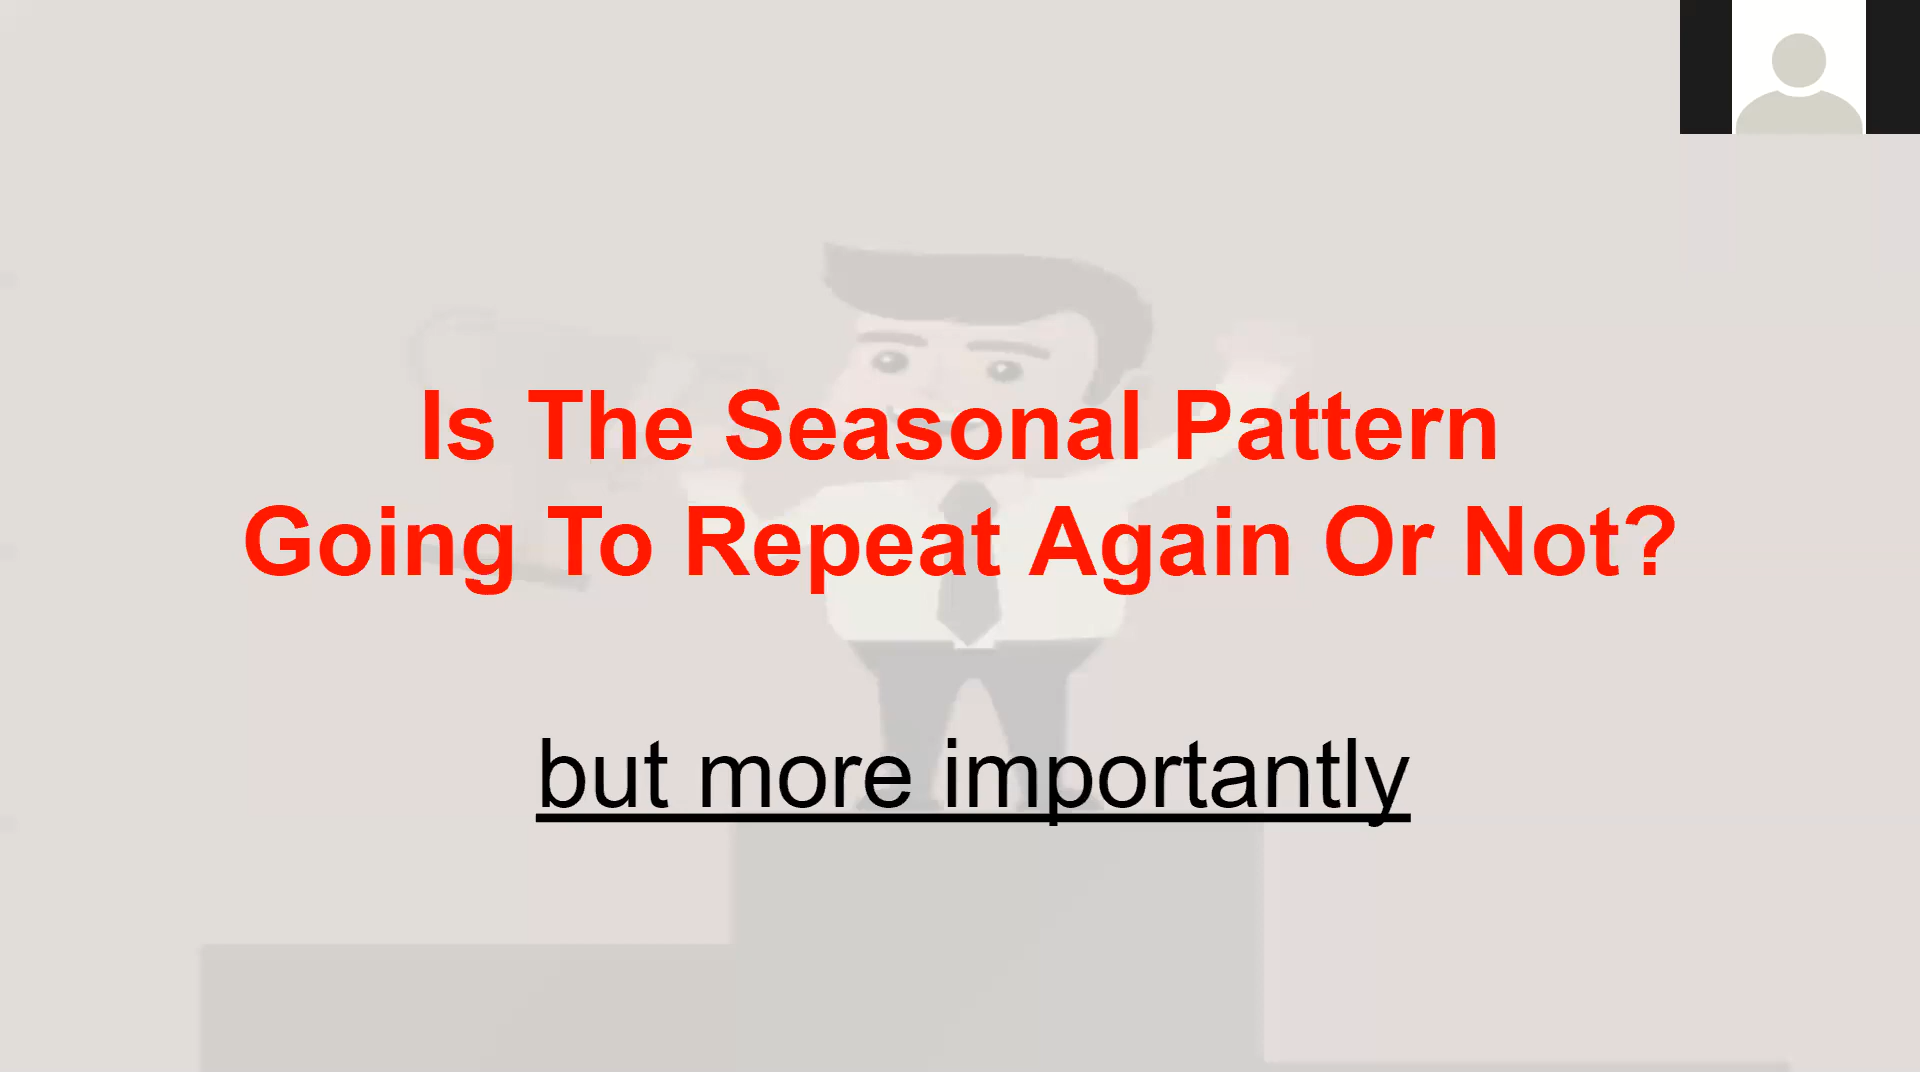 Is The Seasonal Pattern
Going To Repeat Again Or Not?
but more importantly